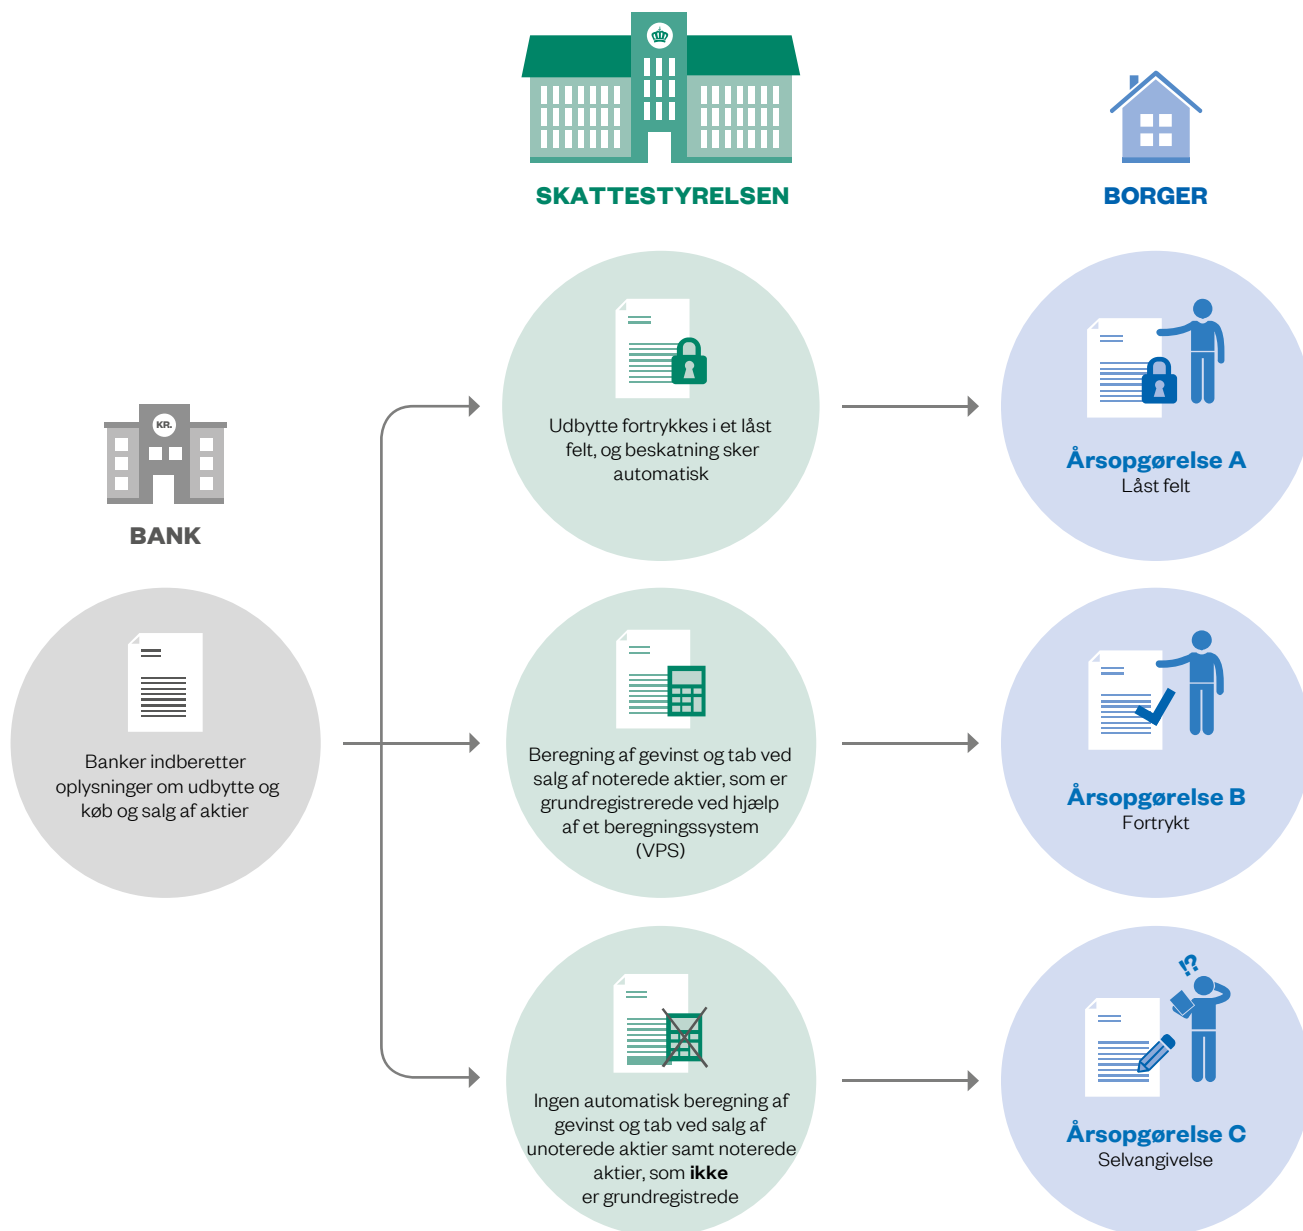 SKATTESTYRELSEN
BORGER
KR.
BANK
Banker indberetter
oplysninger om udbytte og
køb og salg af aktier
Udbytte fortrykkes i et låst
felt, og beskatning sker
automatisk
Årsopgørelse A
Låst felt
Beregning af gevinst og tab ved
salg af noterede aktier, som er
grundregistrerede ved hjælp
af et beregningssystem
(VPS)
Årsopgørelse B
Fortrykt
Ingen automatisk beregning af
gevinst og tab ved salg af
unoterede aktier samt noterede
aktier, som ikke
er grundregistrede
!?
Årsopgørelse C
Selvangivelse